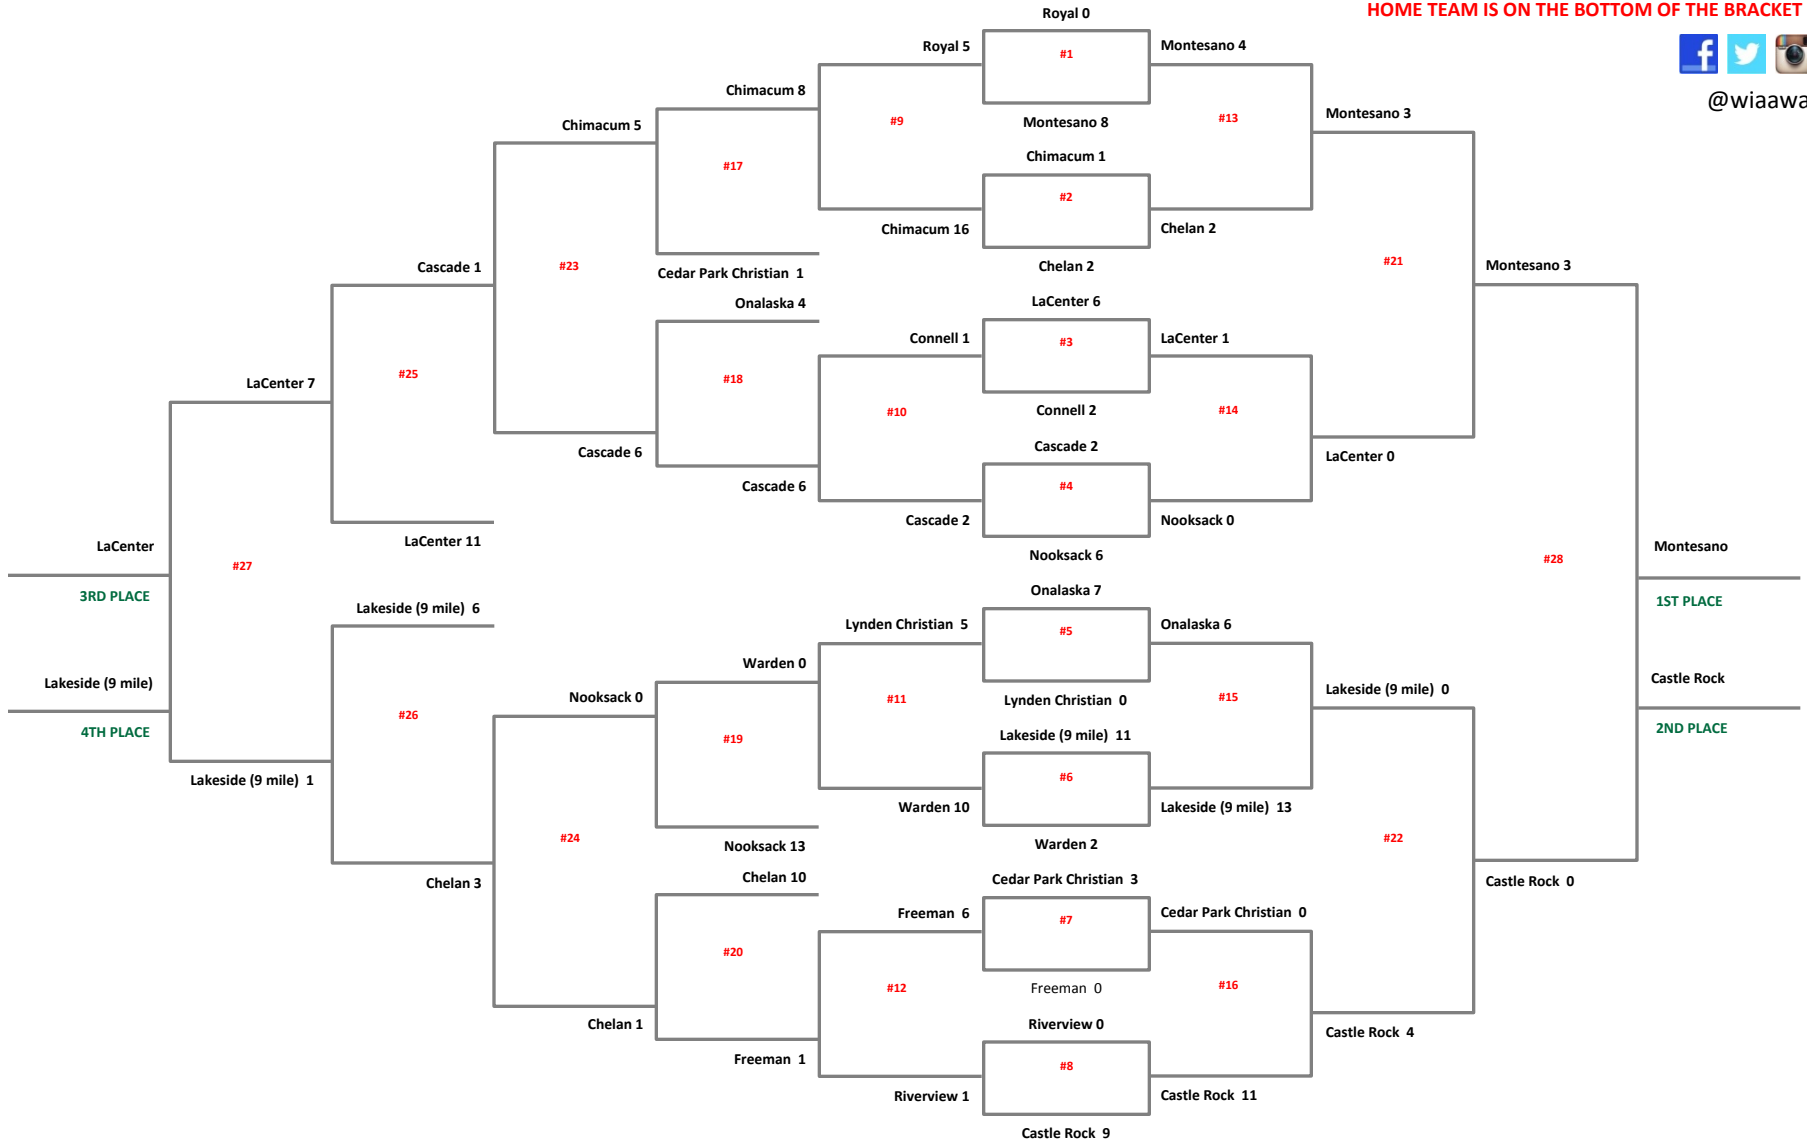 Royal 0
HOME TEAM IS ON THE BOTTOM OF THE BRACKET
Royal 5
#1
Montesano 4
Chimacum 8
@wiaawa
Chimacum 5
#9
Montesano 8
#13
Montesano 3
#17
Chimacum 1
#2
Chimacum 16
Chelan 2
Cascade 1
#23
Cedar Park Christian 1
Chelan 2
#21
Montesano 3
Onalaska 4
LaCenter 6
Connell 1
#3
LaCenter 1
LaCenter 7
#25
#18
#10
Connell 2
#14
Cascade 6
Cascade 2
LaCenter 0
Cascade 6
#4
Cascade 2
Nooksack 0
LaCenter
LaCenter 11
Nooksack 6
#28
Montesano
#27
3RD PLACE
Onalaska 7
1ST PLACE
Lakeside (9 mile) 6
Lynden Christian 5
#5
Onalaska 6
Warden 0
Lakeside (9 mile)
Nooksack 0
#11
Lynden Christian 0
#15
Lakeside (9 mile) 0
Castle Rock
#26
4TH PLACE
#19
Lakeside (9 mile) 11
2ND PLACE
Lakeside (9 mile) 1
#6
Warden 10
Lakeside (9 mile) 13
#24
Nooksack 13
Warden 2
#22
Chelan 3
Chelan 10
Cedar Park Christian 3
Castle Rock 0
Freeman 6
#7
Cedar Park Christian 0
#20
#12
Freeman 0
#16
Chelan 1
Riverview 0
Castle Rock 4
Freeman 1
#8
Riverview 1
Castle Rock 11
Castle Rock 9